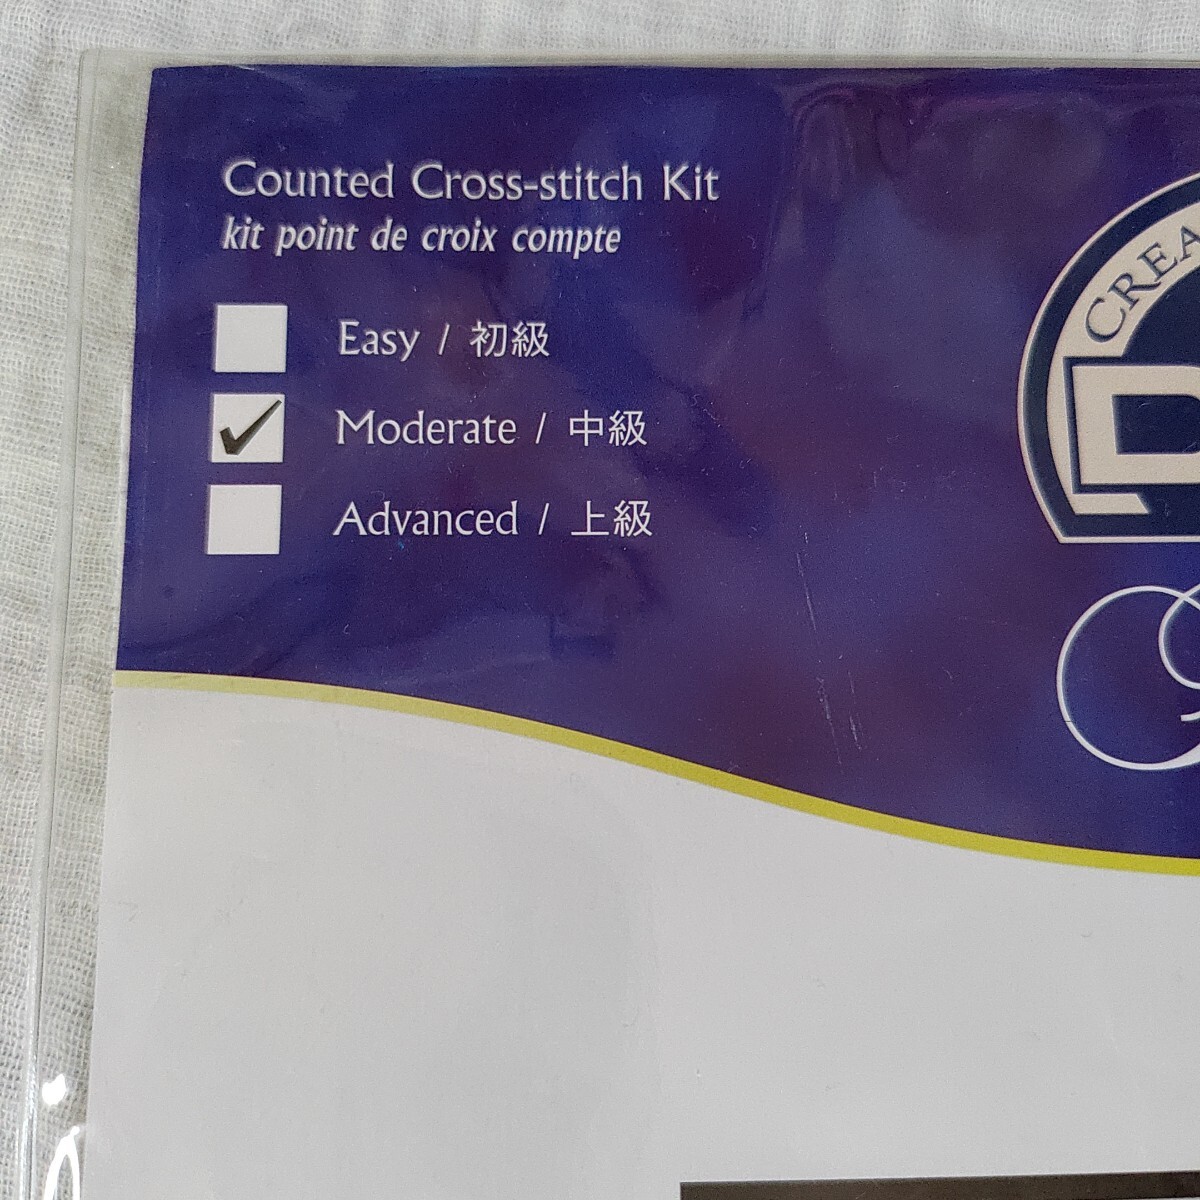 Counted Cross-stitch Kit
kit point de croix compte
Easy / 初級
Moderate / 中級
Advanced / 上級